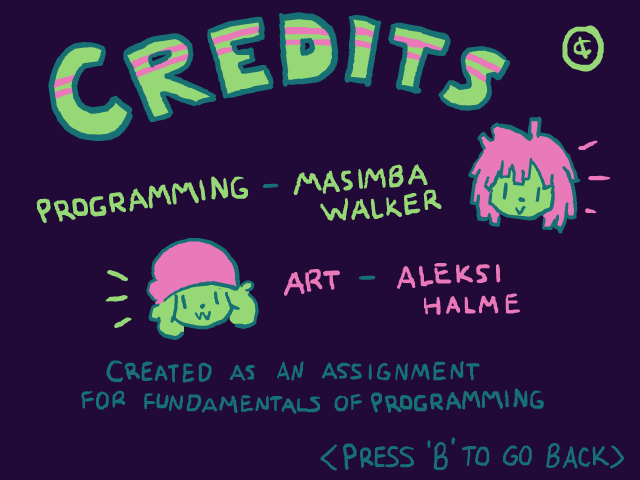 CREDITS
PROGRAMMING - MASIMBA
WALKER
ART - ALEKSI
HALME
CREATED AS AN ASSIGNMENT
FOR FUNDAMENTALS OF PROGRAMMING
<PRESS 'B' TO GO BACK>